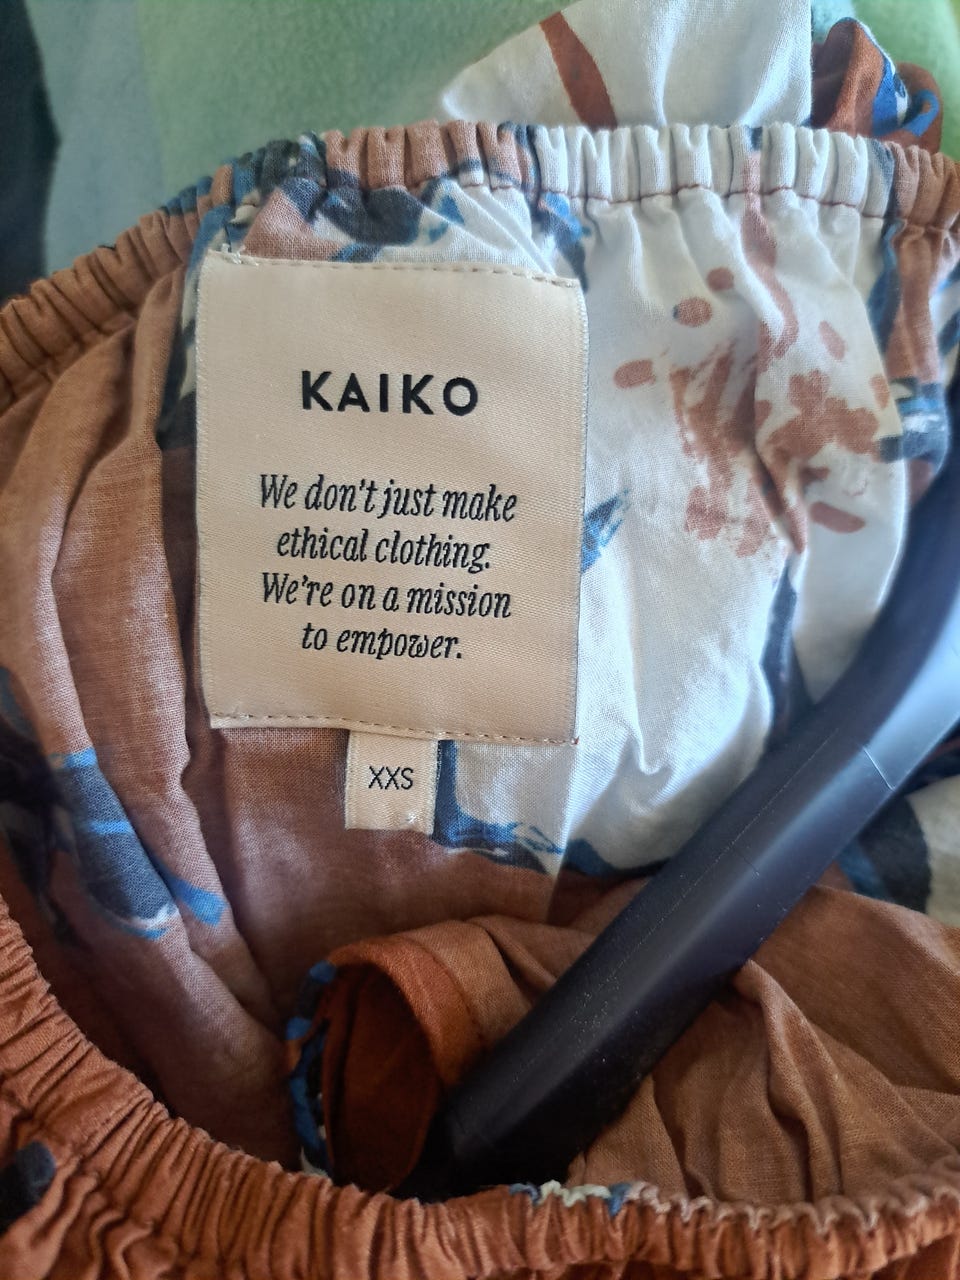 KAIKO
We don't just make
ethical clothing.
We're on a mission
to empower.
XXS